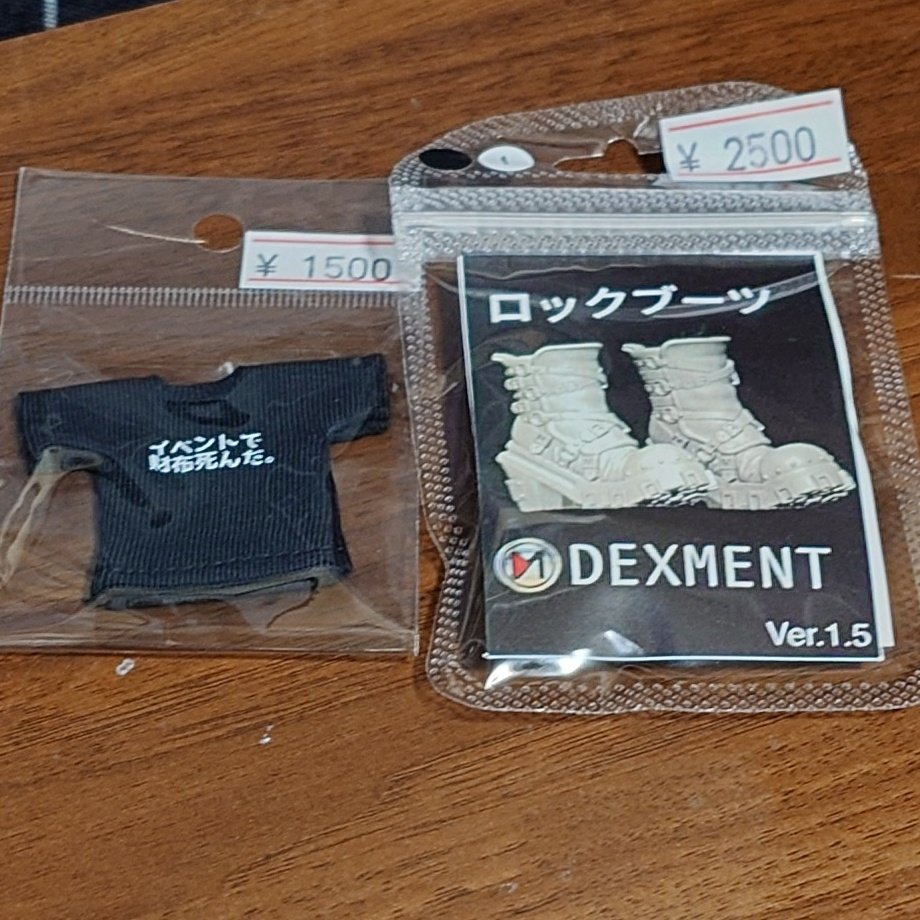 ¥ 1500
イベントで
財布死んだ。
¥ 2500
ロックブーツ
DEXMENT
Ver.1.5